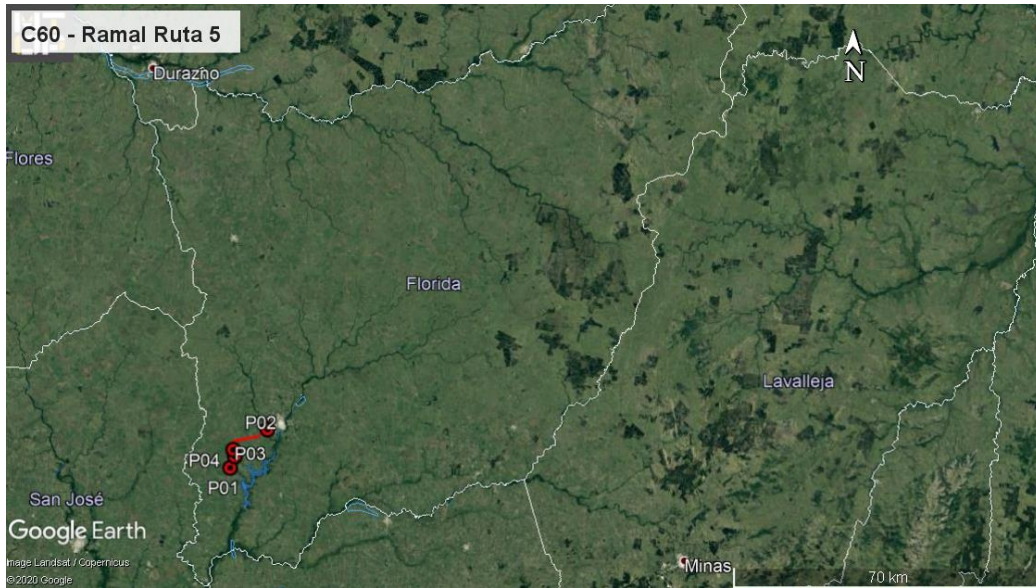 C60 - Ramal Ruta 5
N
Durazno
Flores
Florida
Lavalleja
P02
P03
P04
P01
San José
Google Earth
Image Landsat / Copernicus
©2020 Google
Minas
70 km